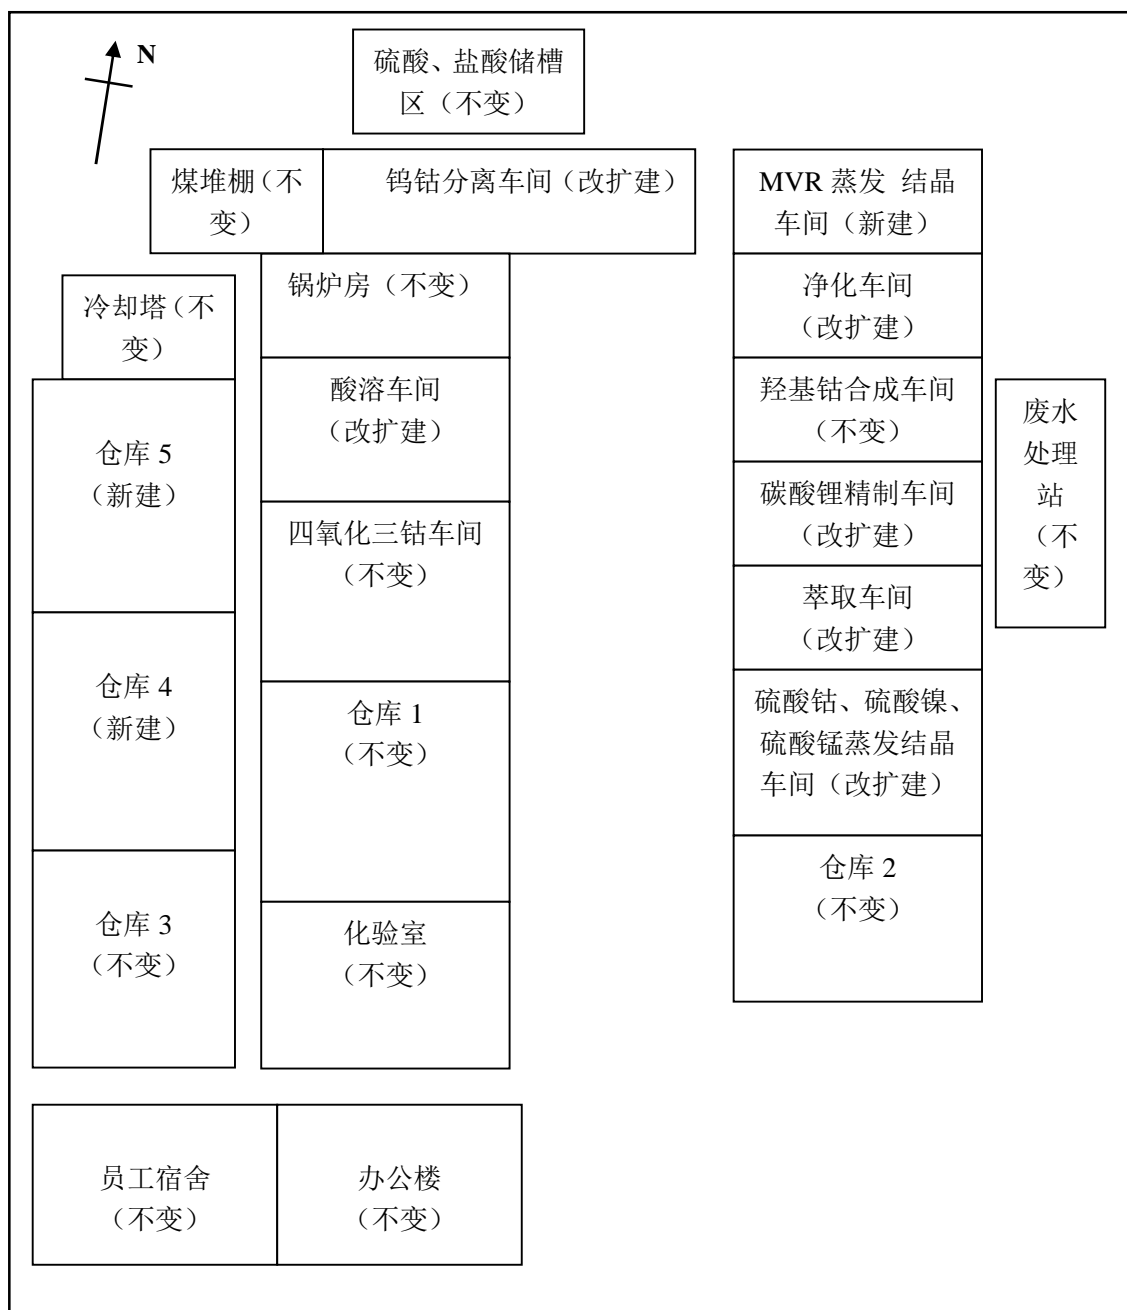 N
硫酸、盐酸储槽
区（不变）
煤堆棚（不
变）
钨钴分离车间（改扩建）
MVR 蒸发 结晶
车间（新建）
锅炉房（不变）
净化车间
（改扩建）
冷却塔（不
变）
酸溶车间
（改扩建）
羟基钴合成车间
（不变）
废水
处理
站
（不
变）
仓库 5
（新建）
碳酸锂精制车间
（改扩建）
四氧化三钴车间
（不变）
萃取车间
（改扩建）
仓库 4
（新建）
仓库 1
（不变）
硫酸钴、硫酸镍、
硫酸锰蒸发结晶
车间（改扩建）
仓库 2
（不变）
仓库 3
（不变）
化验室
（不变）
员工宿舍
（不变）
办公楼
（不变）